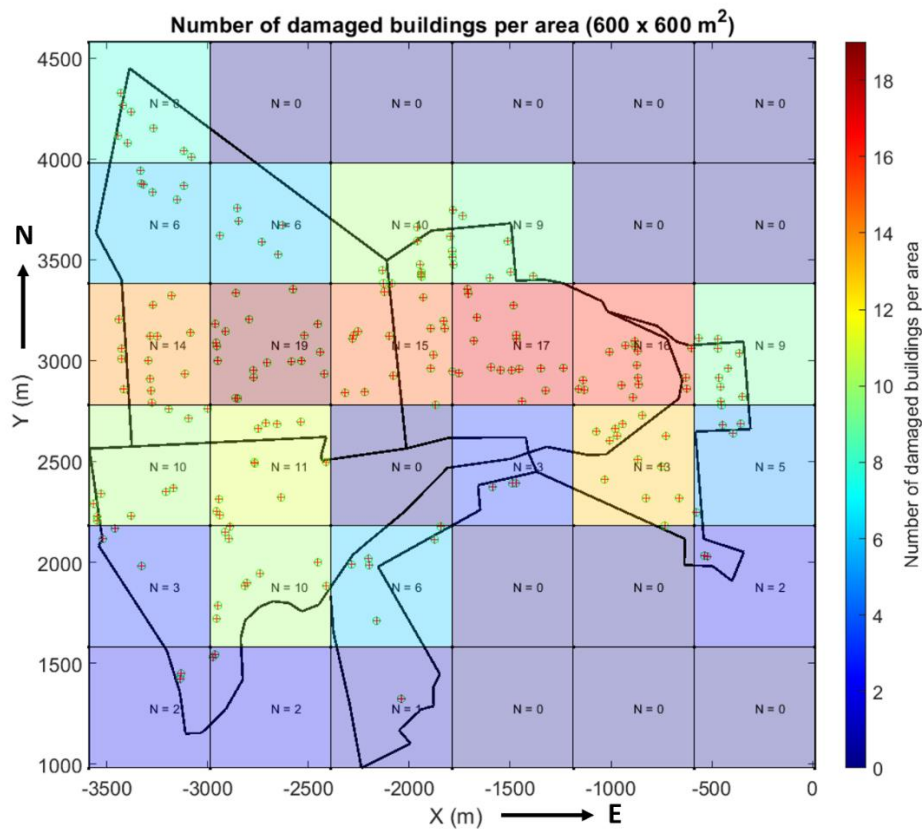 Number of damaged buildings per area (600 x 600 m²)
4500
4000
3500
3000
2500
2000
1500
1000
Y (m)
N
N = 8 N = 0 N = 0 N = 0 N = 0 N = 0
N = 6 N = 6 N = 10 N = 9 N = 0 N = 0
N = 14 N = 19 N = 15 N = 17 N = 16 N = 9
N = 10 N = 11 N = 0 N = 3 N = 13 N = 5
N = 3 N = 10 N = 6 N = 0 N = 0 N = 2
N = 2 N = 2 N = 1 N = 0 N = 0 N = 0
-3500 -3000 -2500 -2000 -1500 -1000 -500 0
X (m) E
18
16
14
12
10
8
6
4
2
0
Number of damaged buildings per area